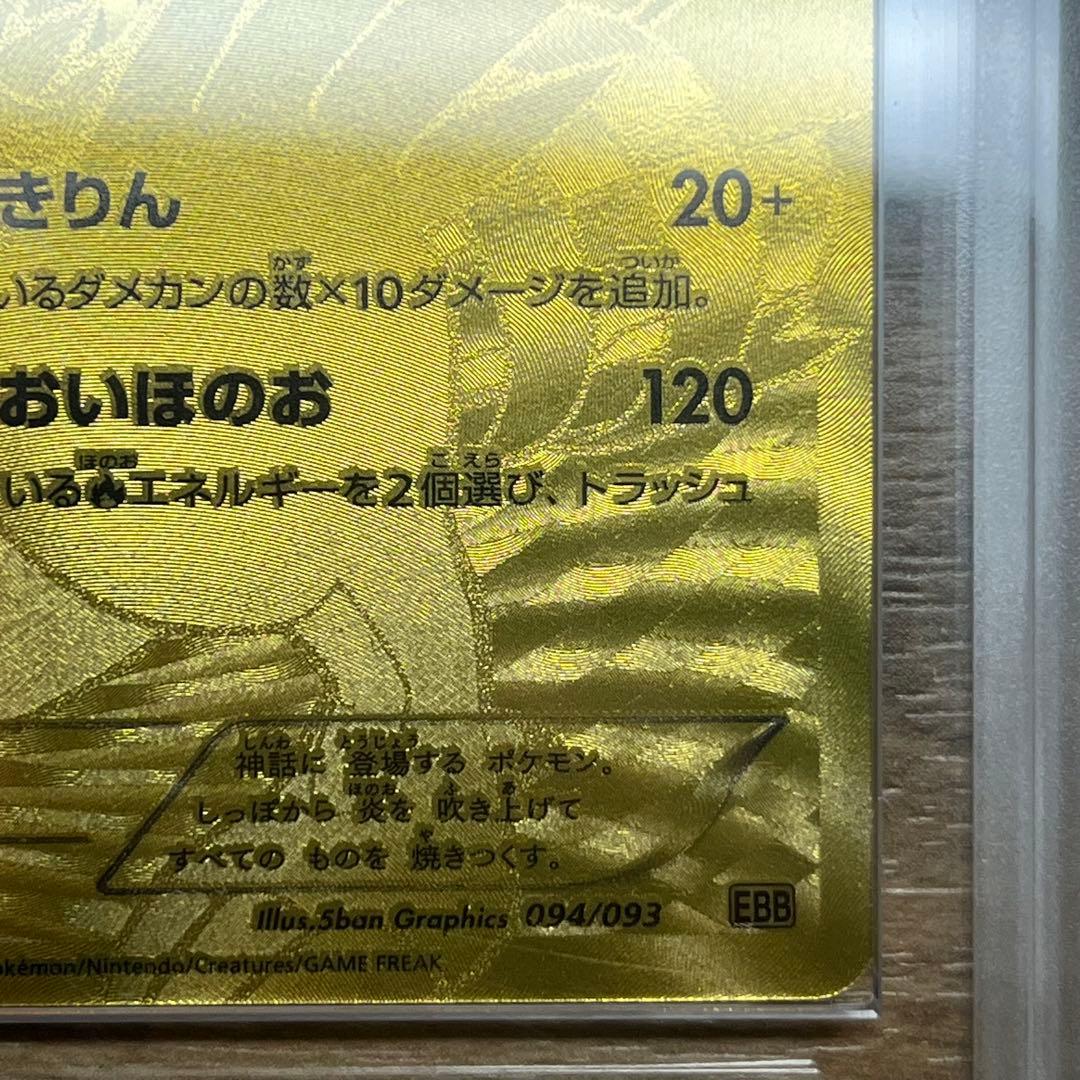 きりん 20+
いるダメカンの数×10ダメージを追加。
おいほのお 120
いる エネルギーを2個選び、トラッシュ
神話に 登場する ポケモン。
しっぽから 炎を 吹き上げて
すべての ものを 焼きつくす。
Illus.5ban Graphics 094/093 EBB
okémon/Nintendo/Creatures/GAME FREAK